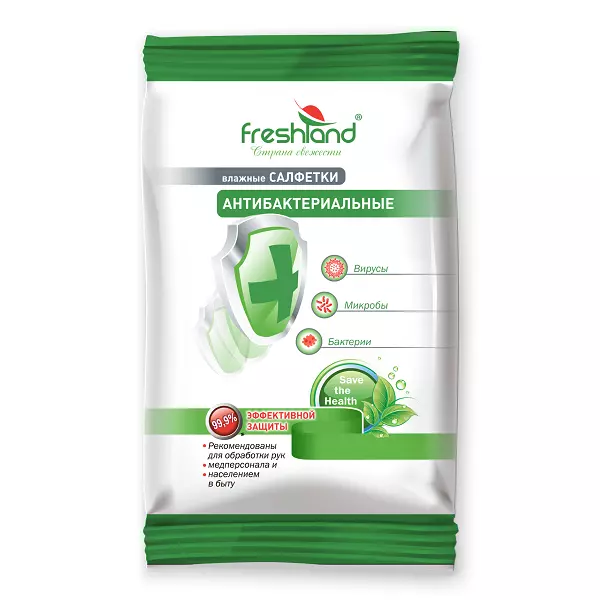 freshland®
Страна свежести
влажные САЛФЕТКИ
АНТИБАКТЕРИАЛЬНЫЕ
Вирусы
Микробы
Бактерии
Save
the
Health
99,9%
ЭФФЕКТИВНОЙ
ЗАЩИТЫ
• Рекомендованы
для обработки рук
• медперсонала и
• населением
в быту